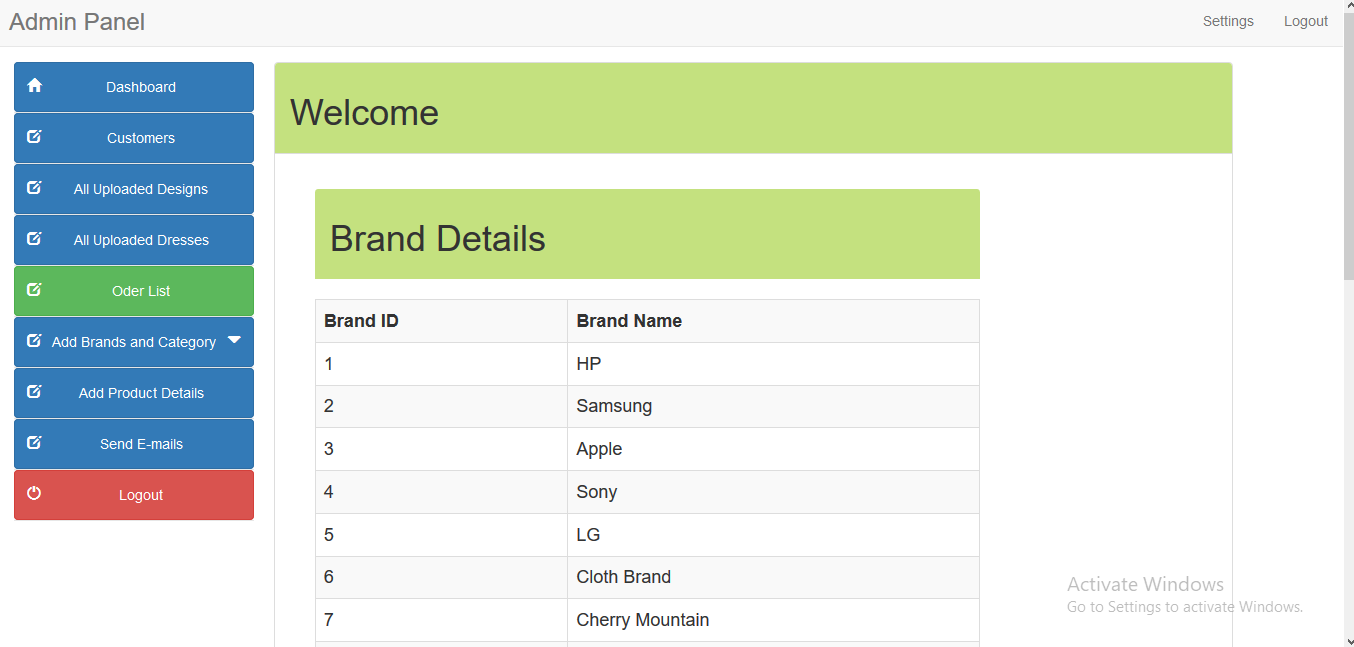 Admin Panel
Settings
Logout
Dashboard
Customers
All Uploaded Designs
All Uploaded Dresses
Oder List
Add Brands and Category
Add Product Details
Send E-mails
Logout
Welcome
Brand Details
Brand ID Brand Name
1 HP
2 Samsung
3 Apple
4 Sony
5 LG
6 Cloth Brand
7 Cherry Mountain
Activate Windows
Go to Settings to activate Windows.